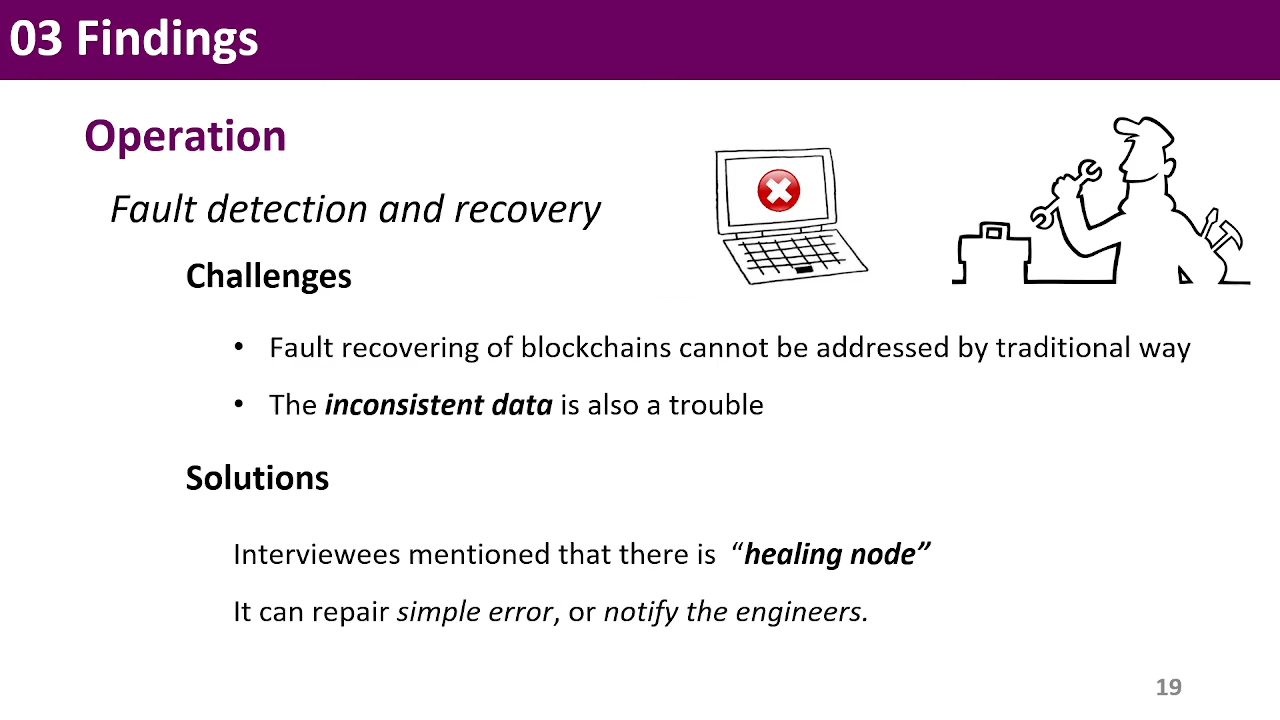 03 Findings
Operation
Fault detection and recovery
Challenges
• Fault recovering of blockchains cannot be addressed by traditional way
• The inconsistent data is also a trouble
Solutions
Interviewees mentioned that there is “healing node”
It can repair simple error, or notify the engineers.
19